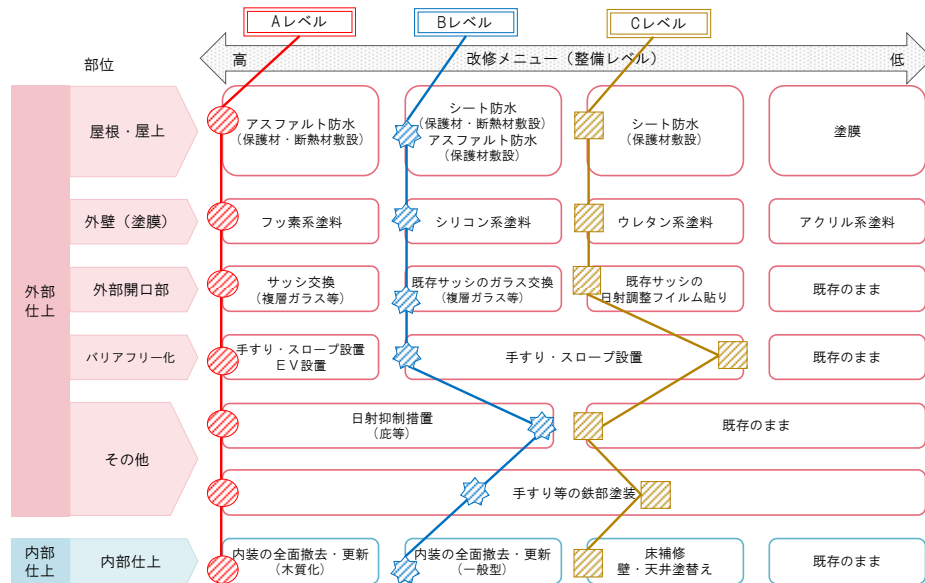 Aレベル
Bレベル
Cレベル
部位
高
改修メニュー（整備レベル）
低
外部
仕上
屋根・屋上
アスファルト防水
（保護材・断熱材敷設）
シート防水
（保護材・断熱材敷設）
アスファルト防水
（保護材敷設）
シート防水
（保護材敷設）
塗膜
外壁（塗膜）
フッ素系塗料
シリコン系塗料
ウレタン系塗料
アクリル系塗料
外部開口部
サッシ交換
（複層ガラス等）
既存サッシのガラス交換
（複層ガラス等）
既存サッシの
日射調整フイルム貼り
既存のまま
バリアフリー化
手すり・スロープ設置
ＥＶ設置
手すり・スロープ設置
既存のまま
その他
日射抑制措置
（庇等）
既存のまま
手すり等の鉄部塗装
内部
仕上
内部仕上
内装の全面撤去・更新
（木質化）
内装の全面撤去・更新
（一般型）
床補修
壁・天井塗替え
既存のまま